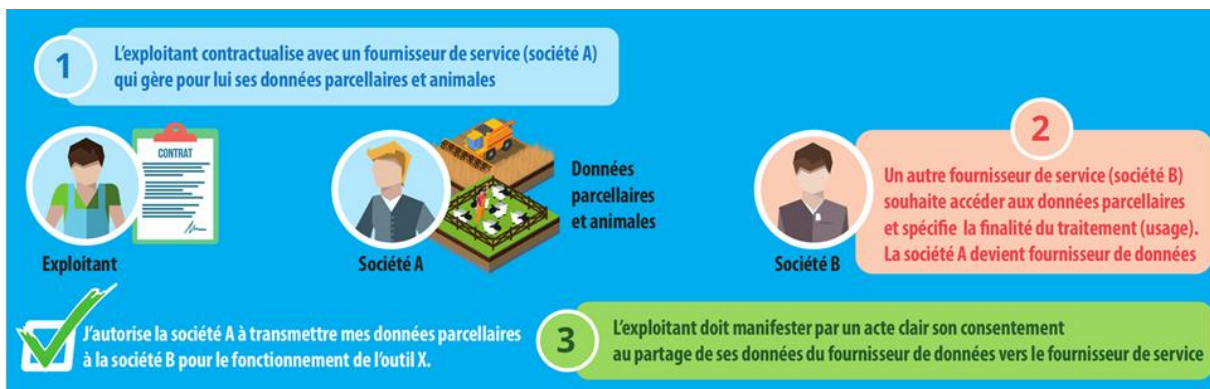 1
L'exploitant contractualise avec un fournisseur de service (société A)
qui gère pour lui ses données parcellaires et animales
CONTRAT
Exploitant
Société A
Données
parcellaires
et animales
Société B
2
Un autre fournisseur de service (société B)
souhaite accéder aux données parcellaires
et spécifie la finalité du traitement (usage).
La société A devient fournisseur de données
J'autorise la société A à transmettre mes données parcellaires
à la société B pour le fonctionnement de l'outil X.
3
L'exploitant doit manifester par un acte clair son consentement
au partage de ses données du fournisseur de données vers le fournisseur de service